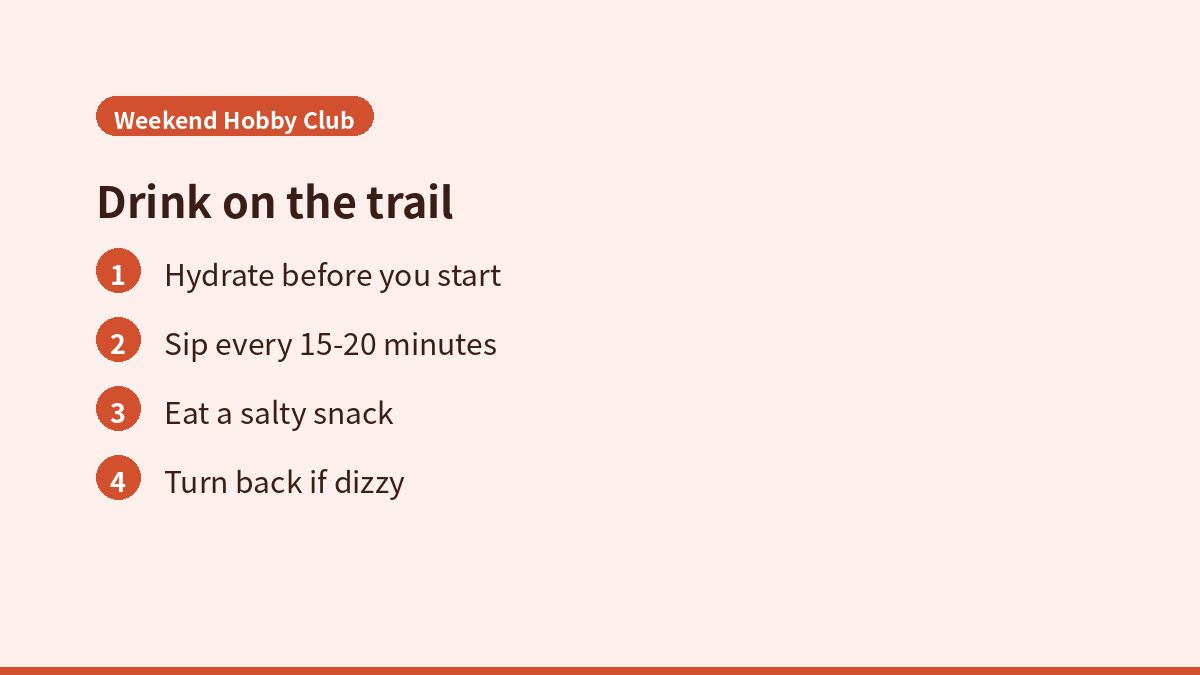 Weekend Hobby Club
Drink on the trail
1 Hydrate before you start
2 Sip every 15-20 minutes
3 Eat a salty snack
4 Turn back if dizzy